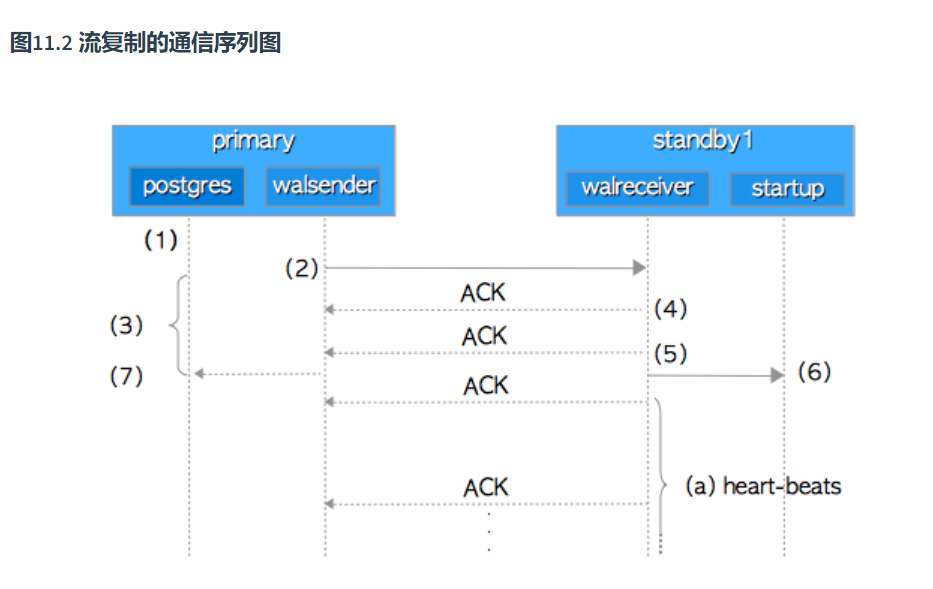 图11.2 流复制的通信序列图
primary
standby1
postgres
walsender
walreceiver
startup
(1)
(2)
ACK
(4)
(3)
ACK
(5)
(7)
(6)
ACK
ACK
(a) heart-beats